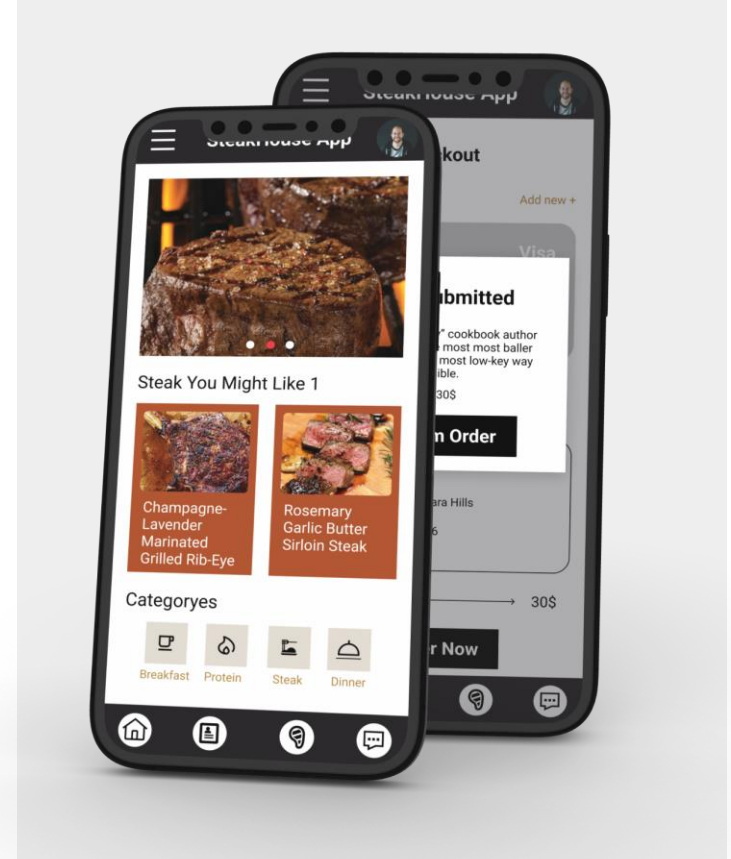 SteakHouse App
Steak You Might Like 1
Champagne-
Lavender
Marinated
Grilled Rib-Eye
Rosemary
Garlic Butter
Sirloin Steak
Categoryes
Breakfast
Protein
Steak
Dinner
SteakHouse App
kout
Add new +
Visa
ubmitted
cookbook author
most most baller
most low-key way
ible.
30$
m Order
ara Hills
6
30$
r Now